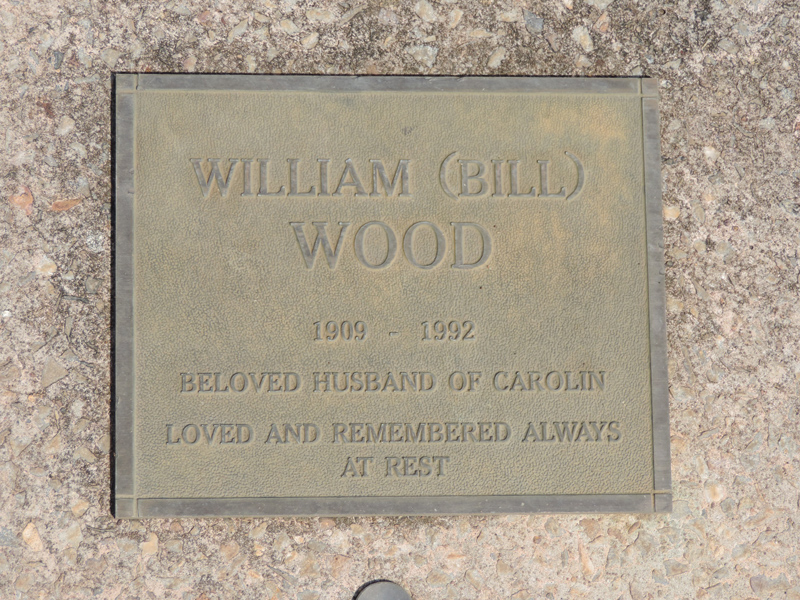 WILLIAM (BILL)
WOOD
1909 - 1992
BELOVED HUSBAND OF CAROLIN
LOVED AND REMEMBERED ALWAYS
AT REST